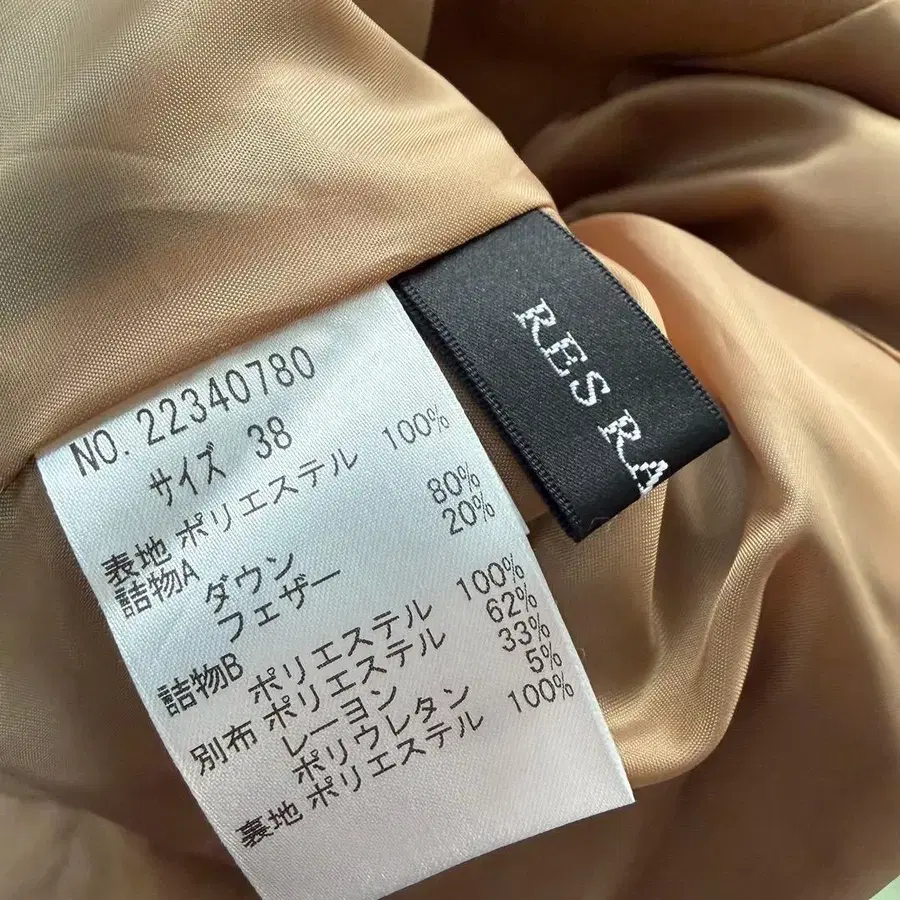 NO. 22340780
サイズ 38
表地 ポリエステル 100%
詰物A
ダウン 80%
フェザー 20%
詰物B ポリエステル 100%
別布 ポリエステル 62%
レーヨン 33%
ポリウレタン 5%
裏地 ポリエステル 100%
RES RA